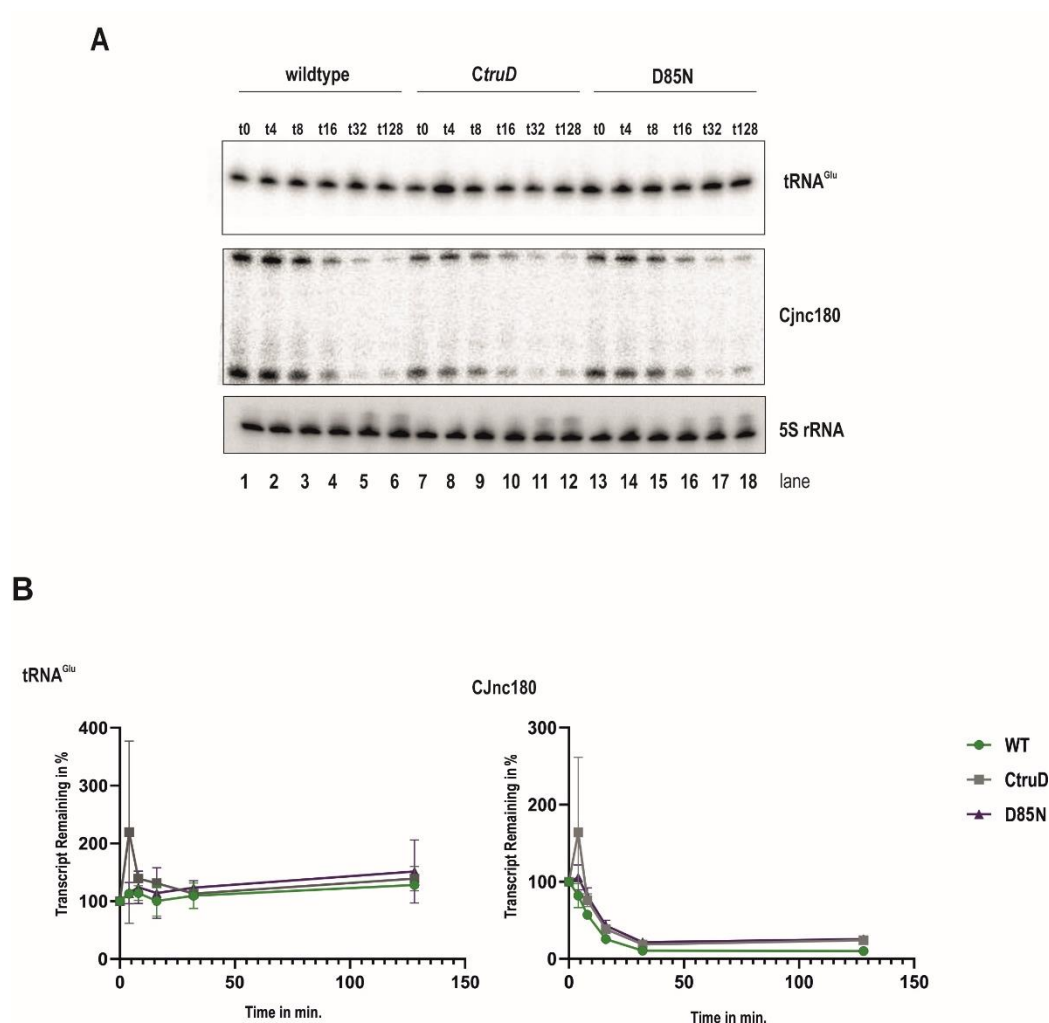 A
wildtype CtruD D85N
t0 t4 t8 t16 t32 t128 t0 t4 t8 t16 t32 t128 t0 t4 t8 t16 t32 t128
tRNAGlu
Cjnc180
5S rRNA
1 2 3 4 5 6 7 8 9 10 11 12 13 14 15 16 17 18 lane
B
tRNAGlu
CJnc180
Transcript Remaining in %
400
300
200
100
0
0 50 100 150
Time in min.
Transcript Remaining in %
300
200
100
0
0 50 100 150
Time in min.
WT
CtruD
D85N